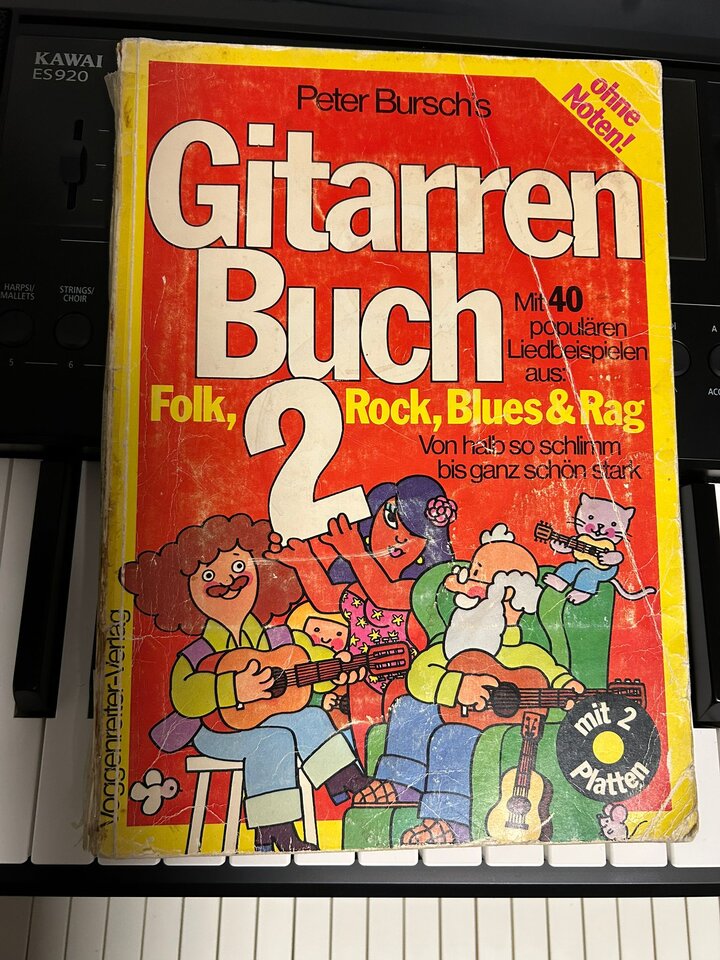 KAWAI
ES920
HARPSI/
MALLETS
STRINGS/
CHOIR
5
6
Peter Bursch's
ohne
Noten!
Gitarren
Buch
2
Mit 40
populären
Liedbeispielen
aus:
Folk, Rock, Blues & Rag
Von halb so schlimm
bis ganz schön stark
mit 2
Platten
Voggenreiter-Verlag